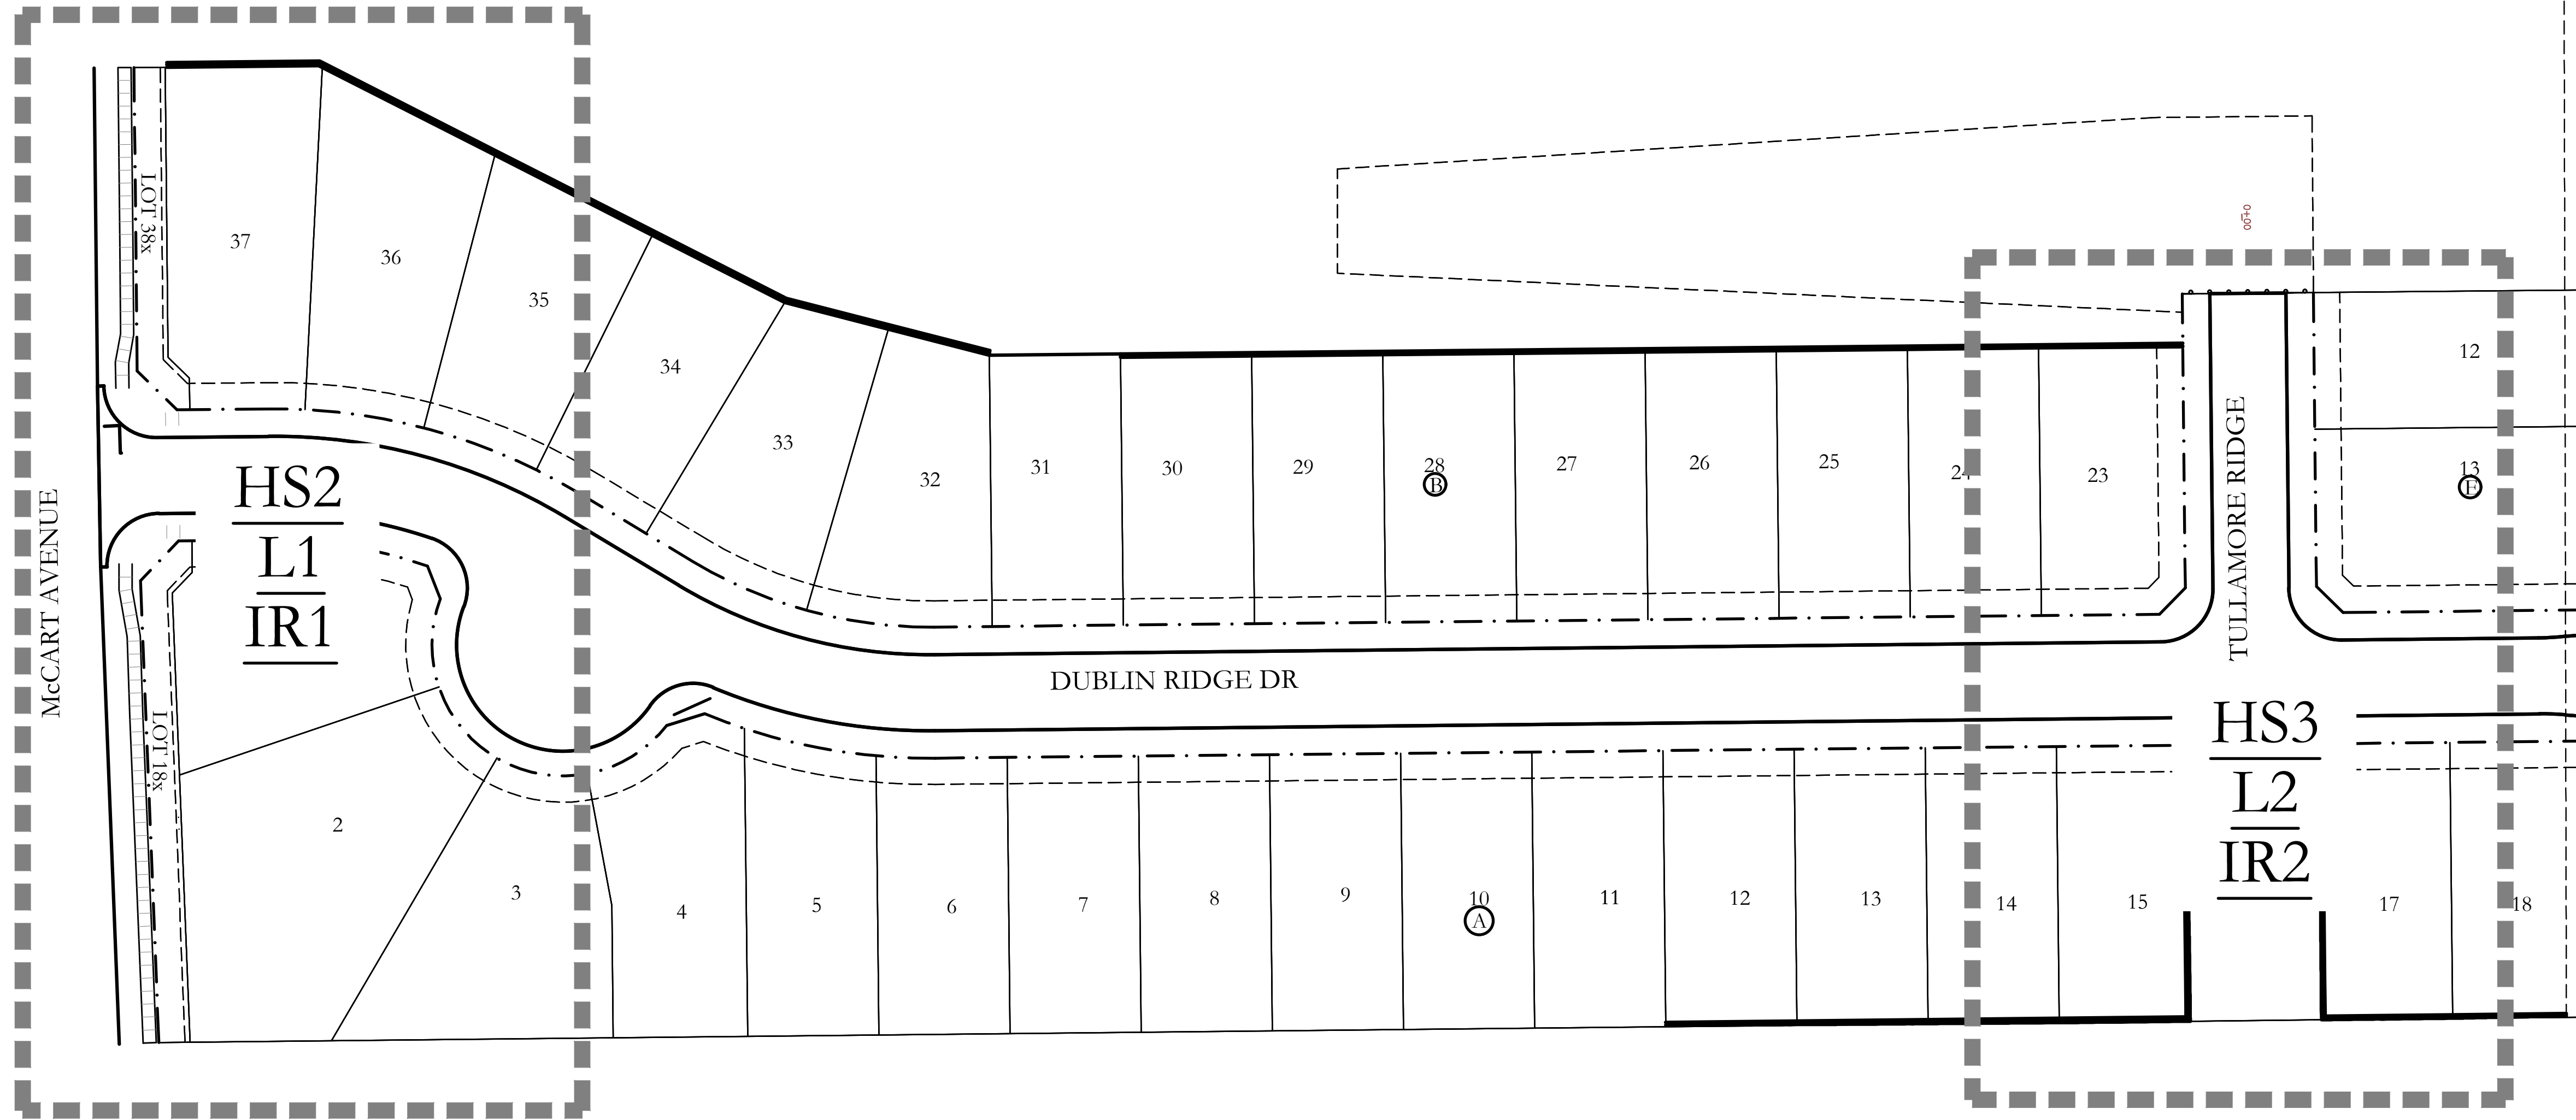 LOT 38x
37
36
35
34
33
32
31
30
29
28
B
27
26
25
24
23
0+00
12
13
E
TULLAMORE RIDGE
McCART AVENUE
HS2
L1
IR1
DUBLIN RIDGE DR
HS3
L2
IR2
LOT 18x
2
3
4
5
6
7
8
9
10
A
11
12
13
14
15
17
18